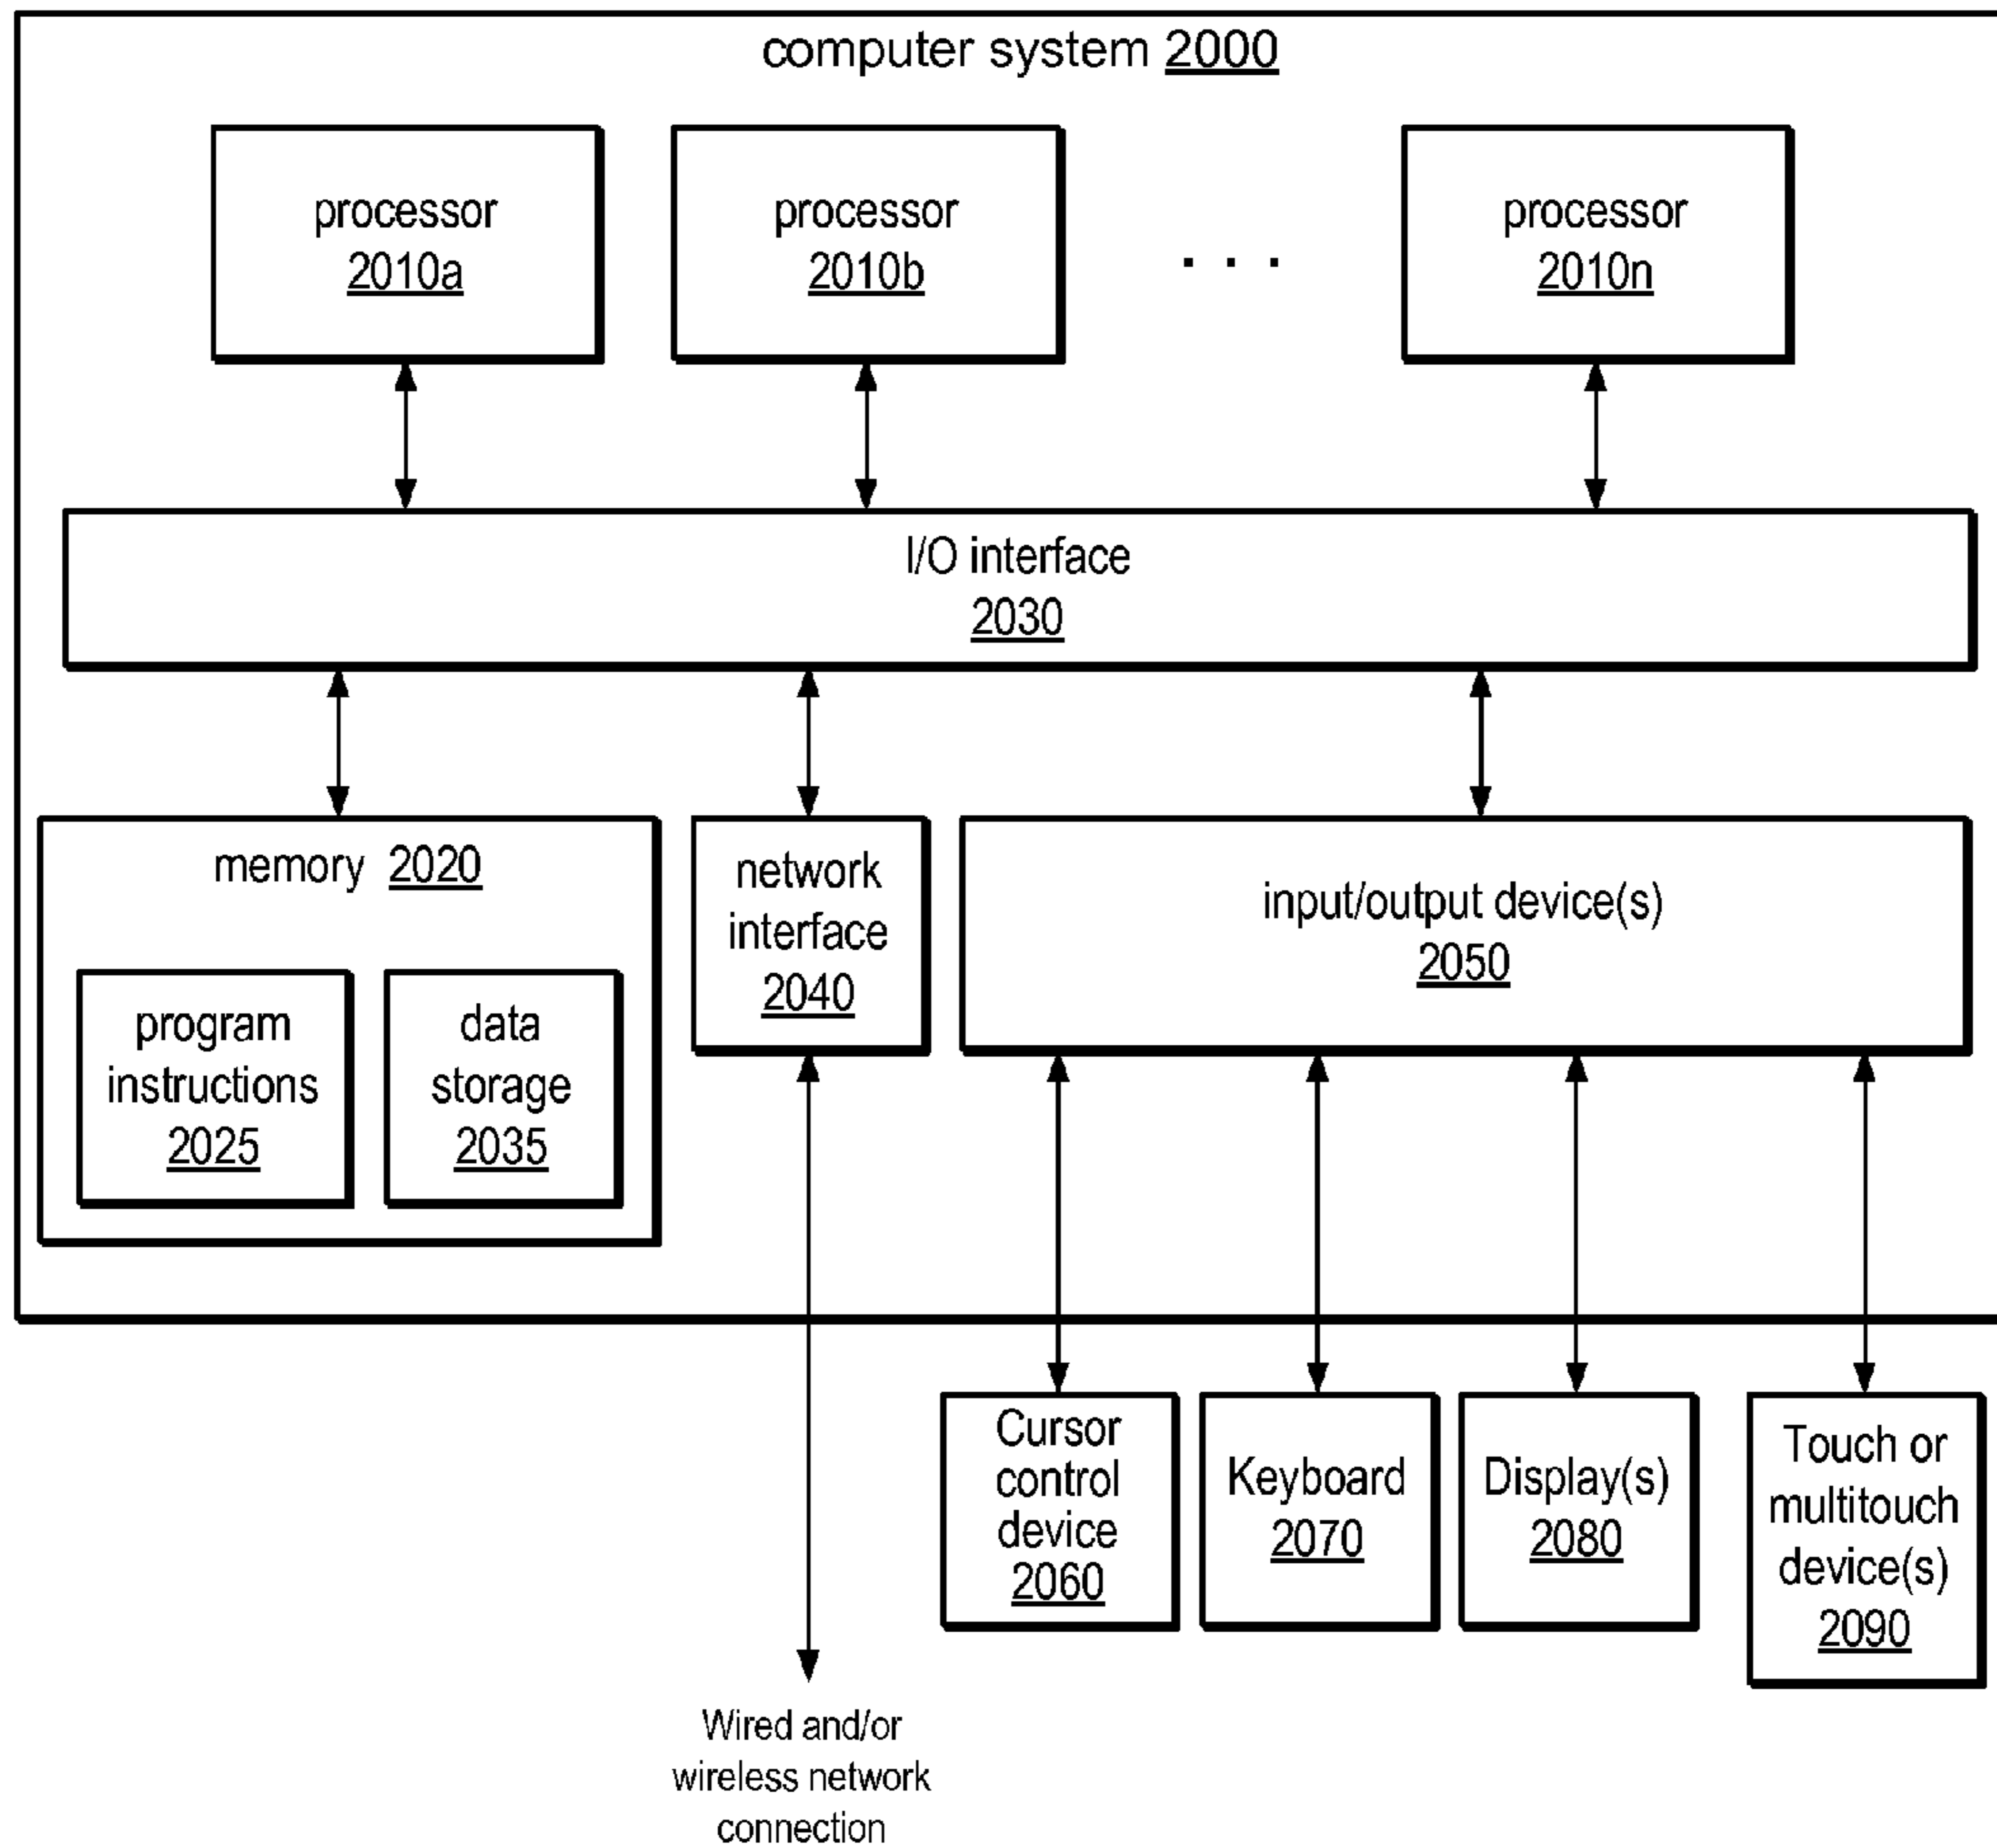 computer system 2000
processor
2010a
processor
2010b
. . .
processor
2010n
I/O interface
2030
memory 2020
program
instructions
2025
data
storage
2035
network
interface
2040
input/output device(s)
2050
Cursor
control
device
2060
Keyboard
2070
Display(s)
2080
Touch or
multitouch
device(s)
2090
Wired and/or
wireless network
connection